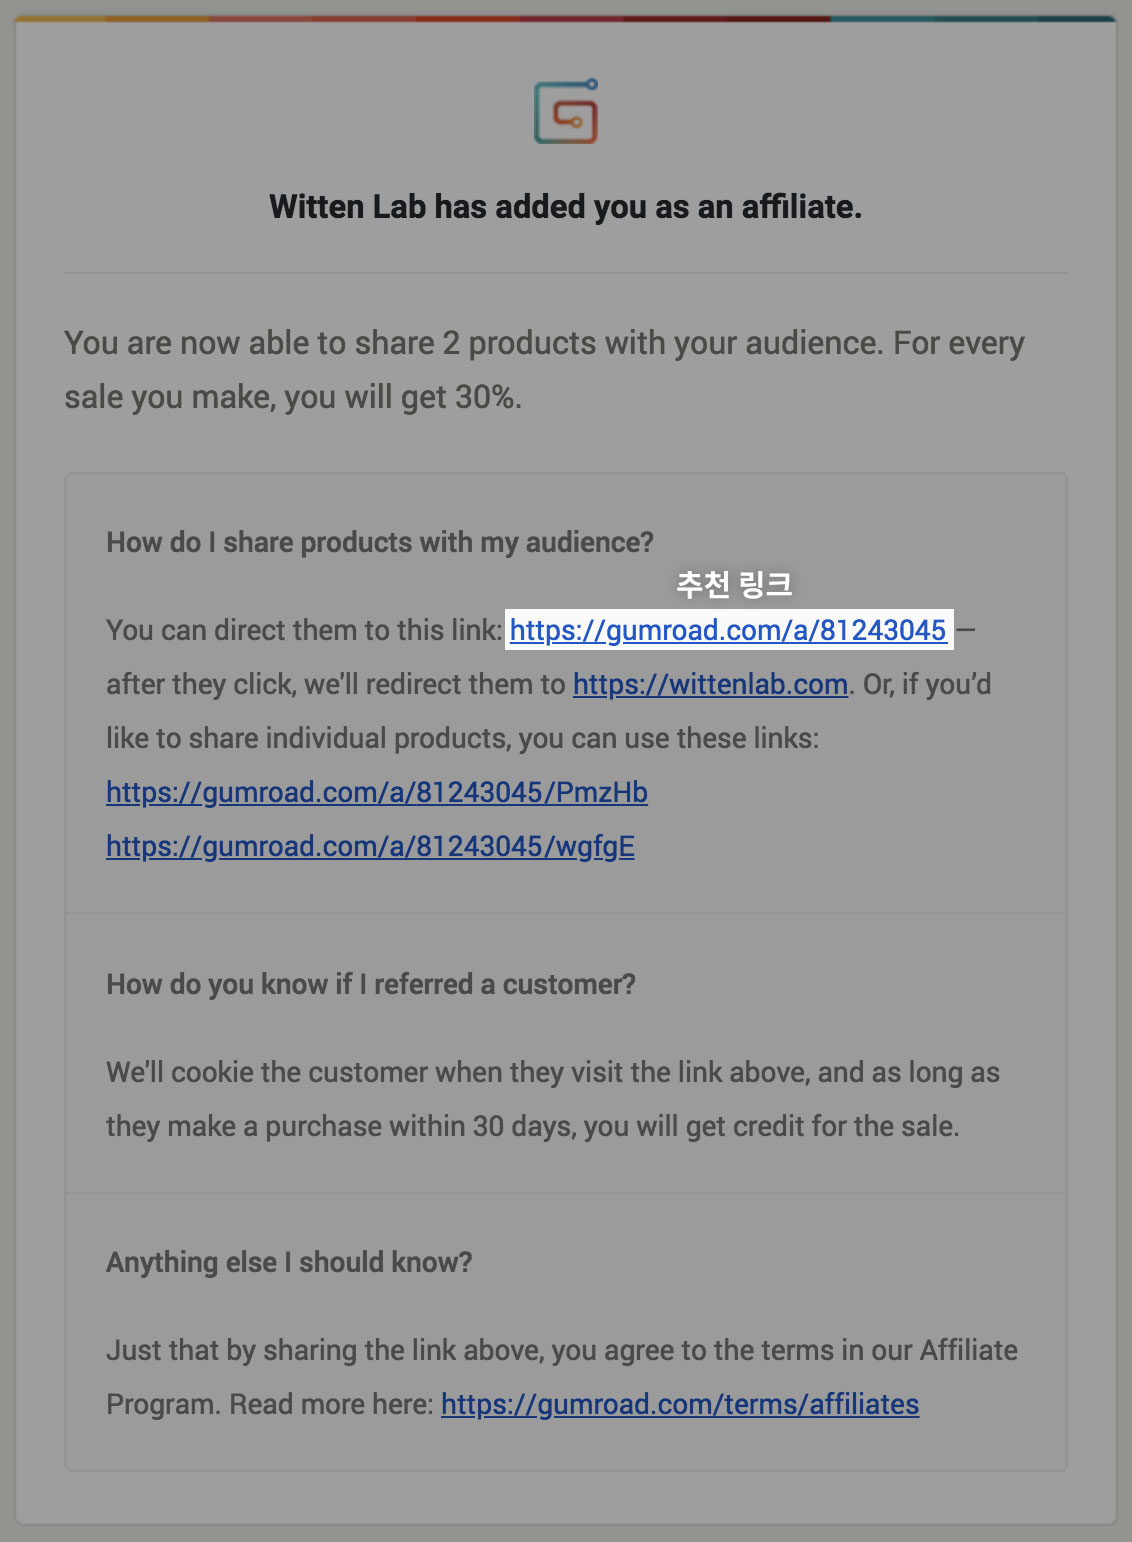 Witten Lab has added you as an affiliate.
You are now able to share 2 products with your audience. For every
sale you make, you will get 30%.
How do I share products with my audience?
추천 링크
You can direct them to this link: https://gumroad.com/a/81243045 —
after they click, we'll redirect them to https://wittenlab.com. Or, if you’d
like to share individual products, you can use these links:
https://gumroad.com/a/81243045/PmzHb
https://gumroad.com/a/81243045/wgfgE
How do you know if I referred a customer?
We'll cookie the customer when they visit the link above, and as long as
they make a purchase within 30 days, you will get credit for the sale.
Anything else I should know?
Just that by sharing the link above, you agree to the terms in our Affiliate
Program. Read more here: https://gumroad.com/terms/affiliates